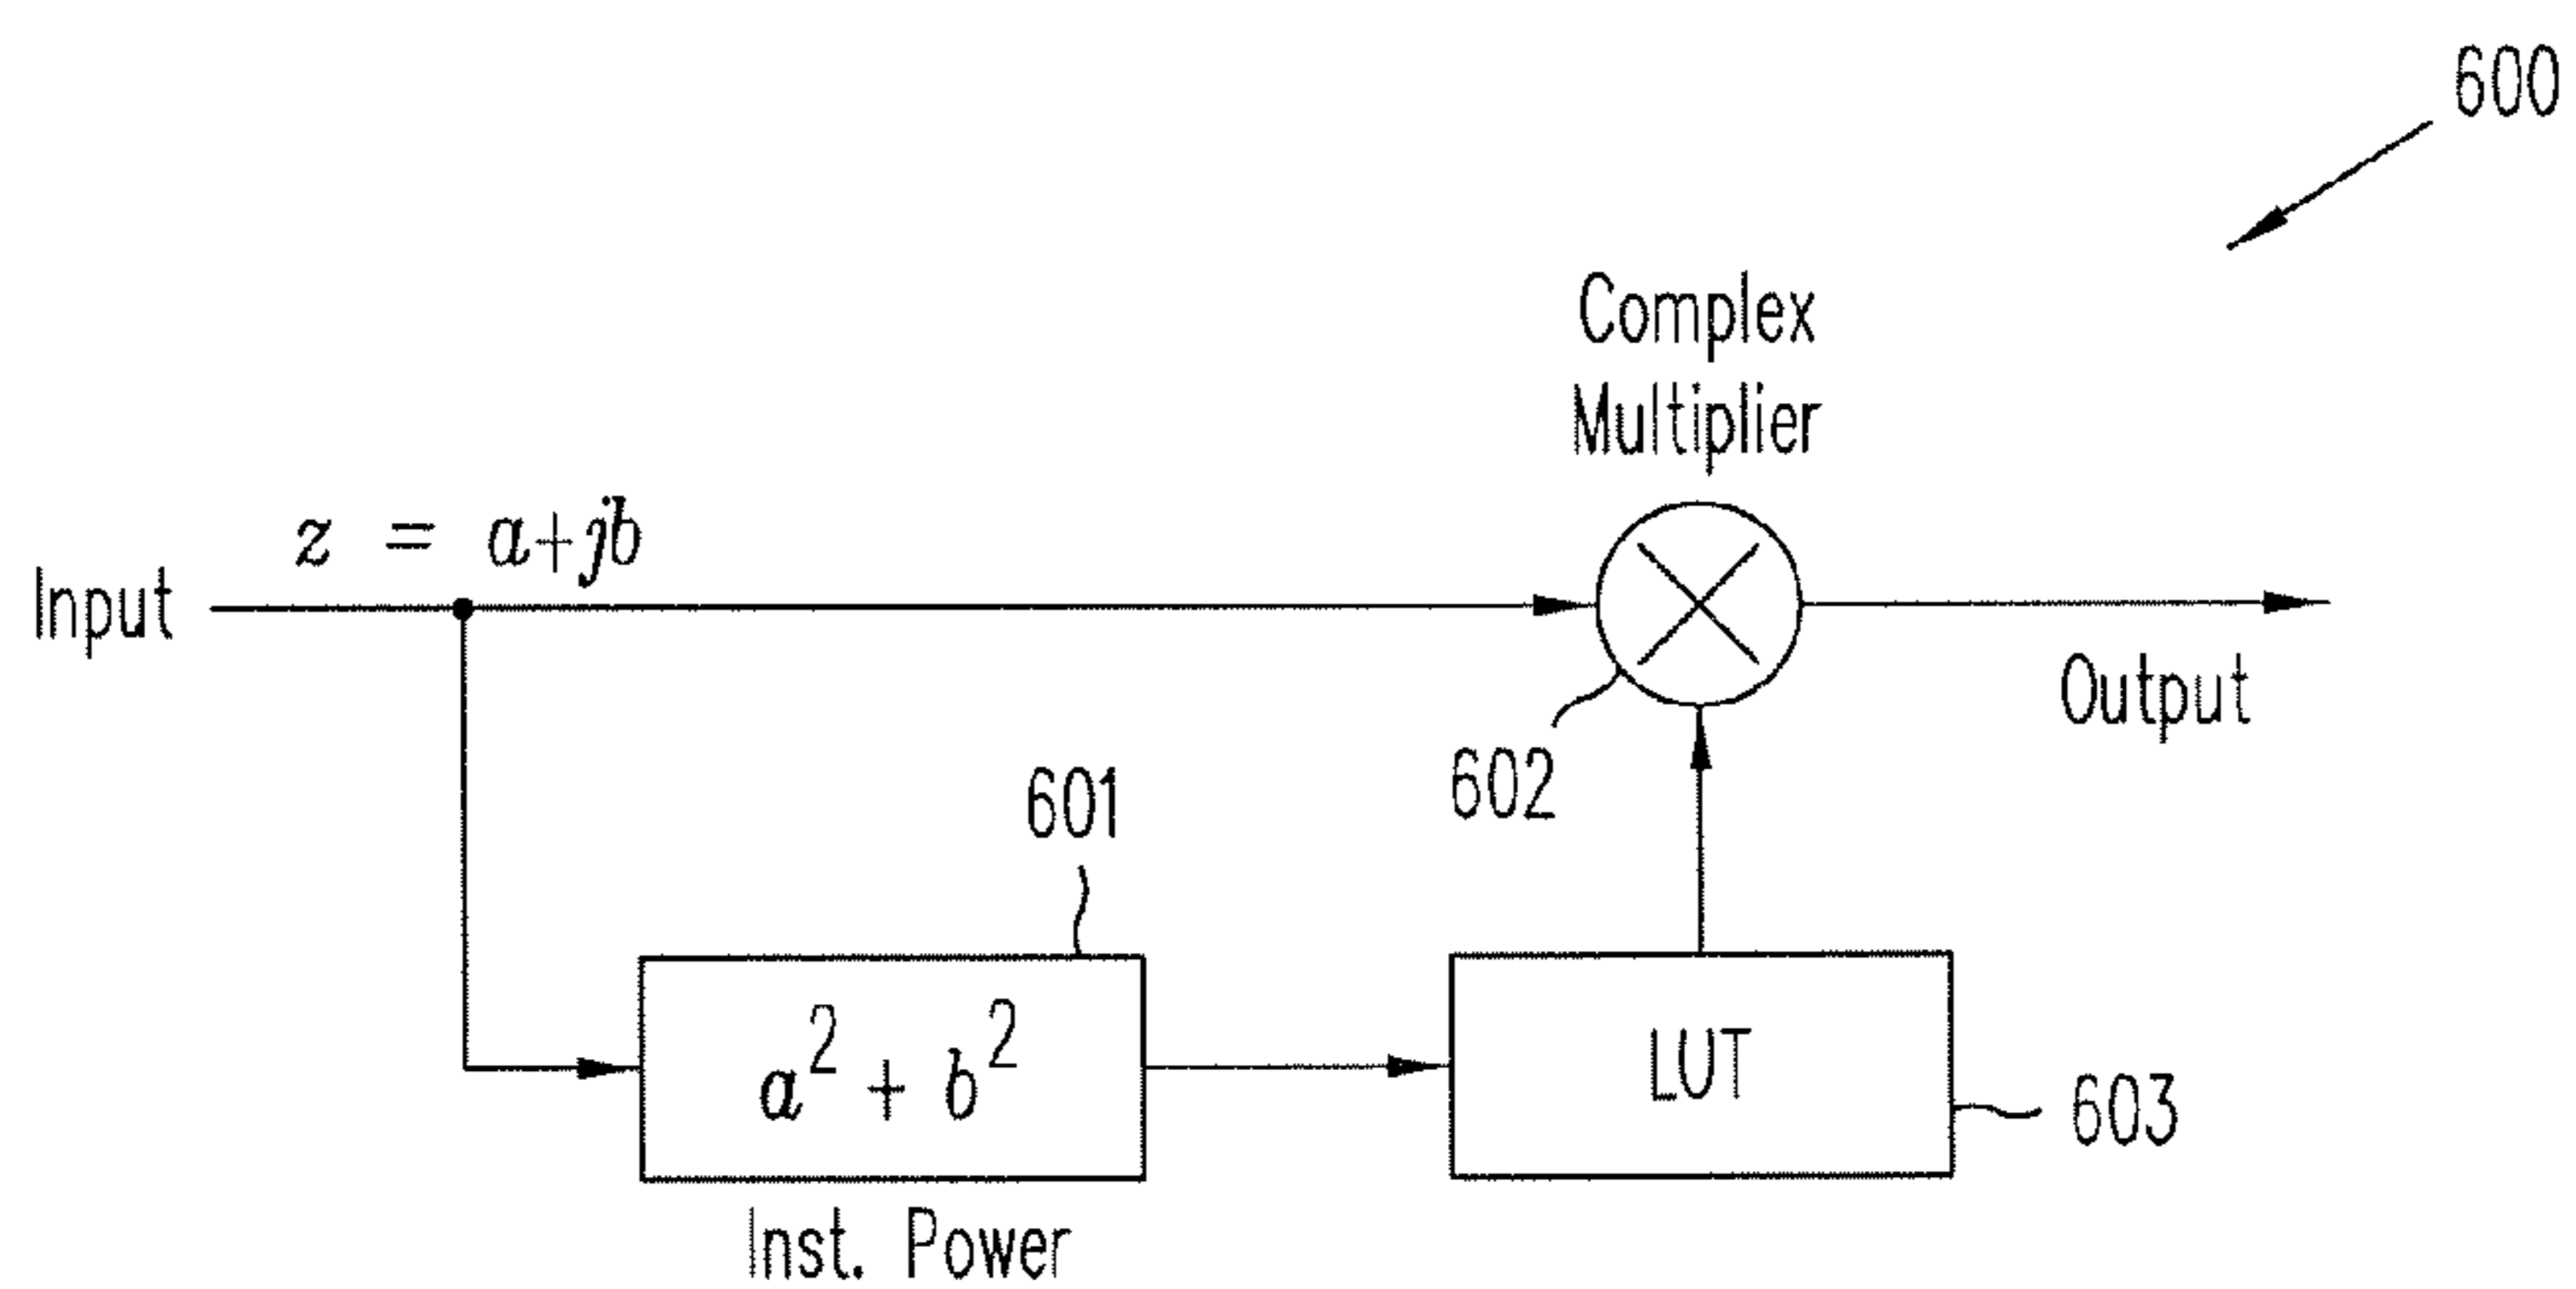 600
Complex
Multiplier
z = a+jb
Input
Output
602
601
a² + b²
LUT
603
Inst. Power